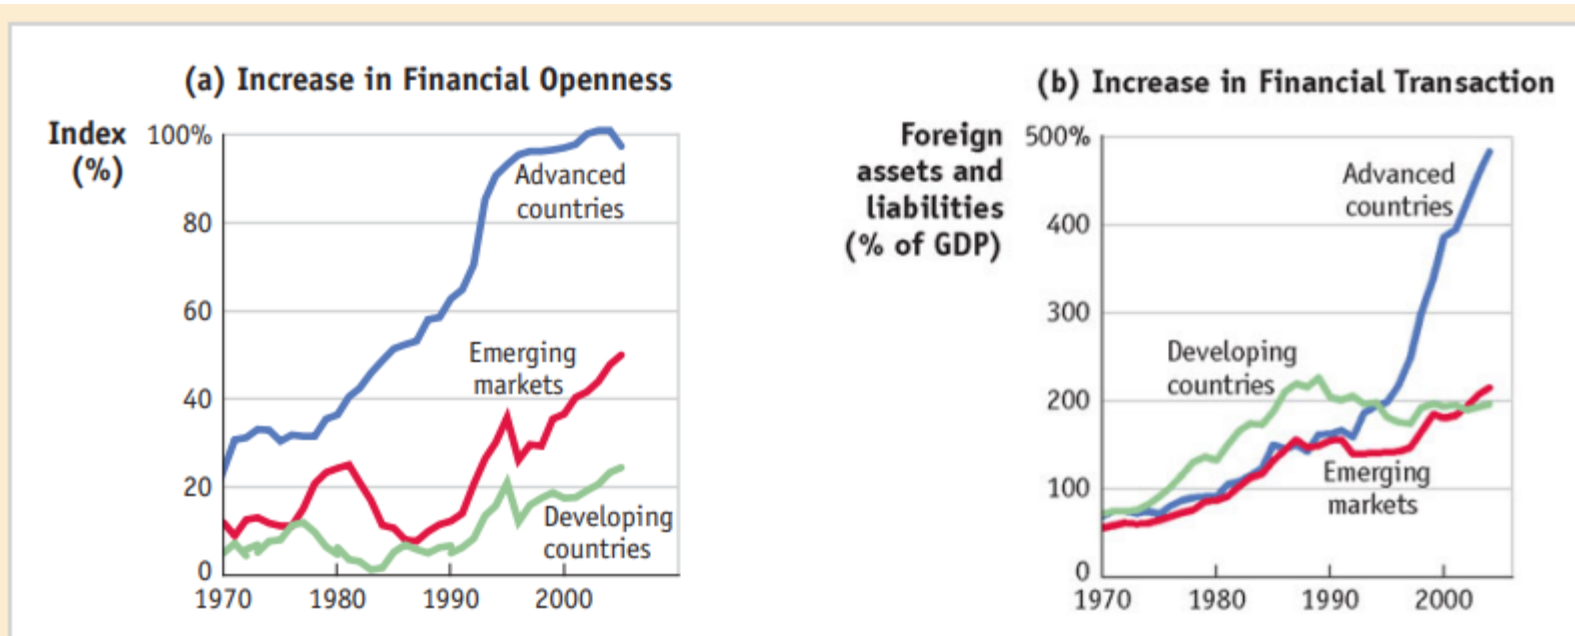 (a) Increase in Financial Openness
Index
(%)
100%
80
60
40
20
0
1970 1980 1990 2000
Advanced
countries
Emerging
markets
Developing
countries
(b) Increase in Financial Transaction
Foreign
assets and
liabilities
(% of GDP)
500%
400
300
200
100
0
1970 1980 1990 2000
Advanced
countries
Developing
countries
Emerging
markets